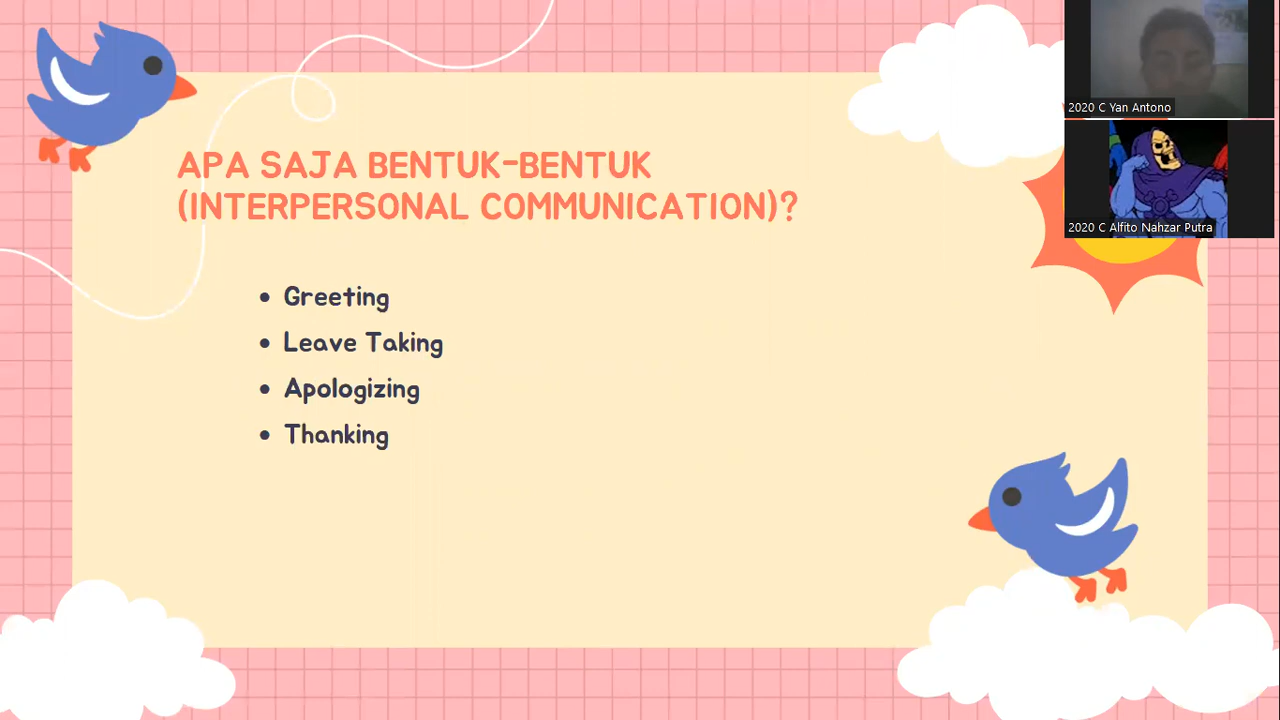 APA SAJA BENTUK-BENTUK
(INTERPERSONAL COMMUNICATION)?
• Greeting
• Leave Taking
• Apologizing
• Thanking
2020 C Yan Antono
2020 C Alfito Nahzar Putra